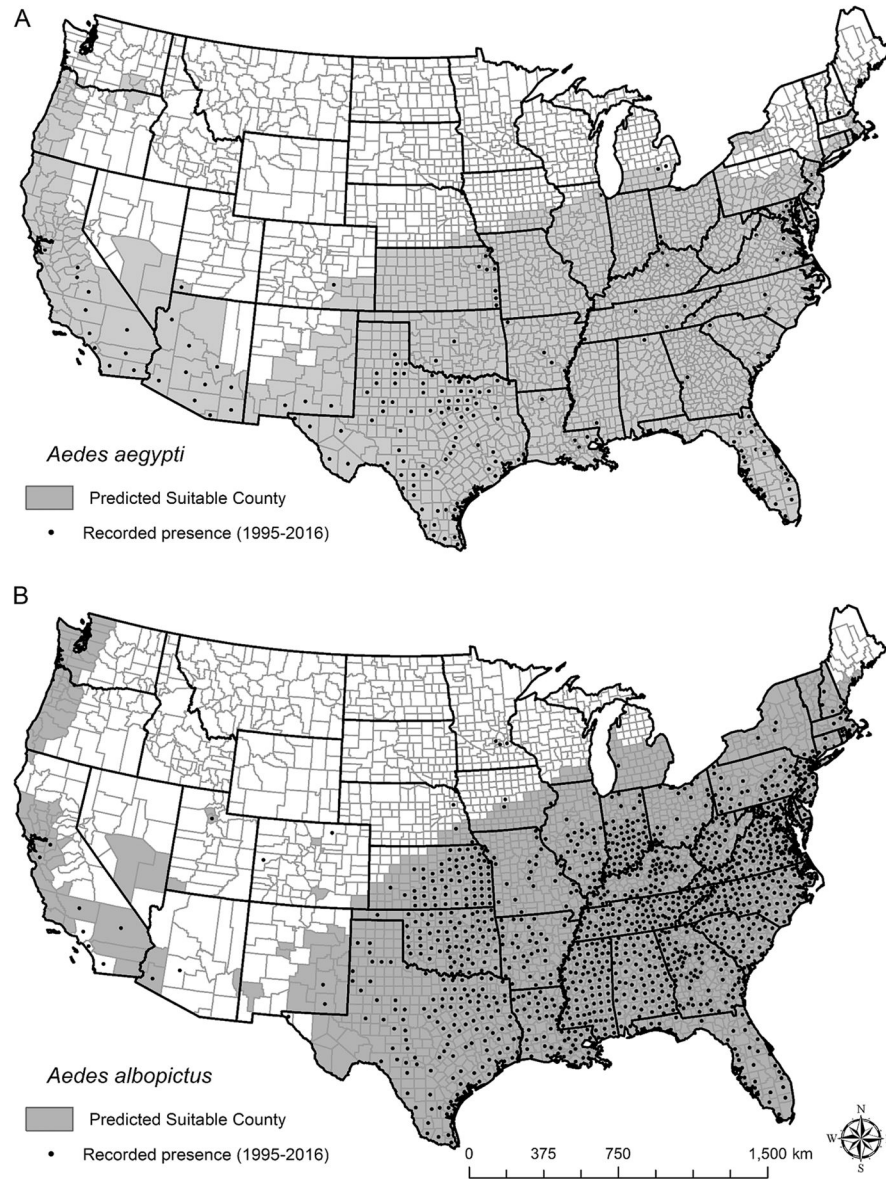 A
Aedes aegypti
Predicted Suitable County
Recorded presence (1995-2016)
B
Aedes albopictus
Predicted Suitable County
Recorded presence (1995-2016)
0 375 750 1,500 km
N
W E
S